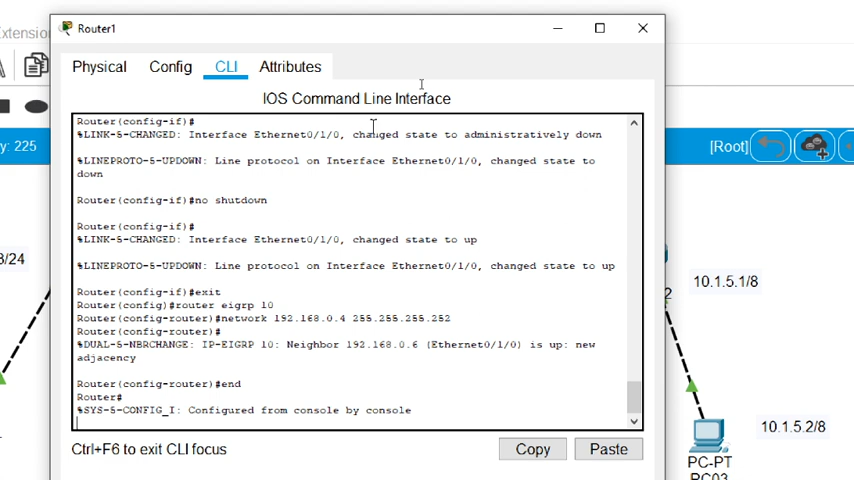 Router1
Extension
Physical
Config
CLI
Attributes
IOS Command Line Interface
Router(config-if)#
%LINK-5-CHANGED: Interface Ethernet0/1/0, changed state to administratively down
%LINEPROTO-5-UPDOWN: Line protocol on Interface Ethernet0/1/0, changed state to
down
Router(config-if)#no shutdown
Router(config-if)#
%LINK-5-CHANGED: Interface Ethernet0/1/0, changed state to up
%LINEPROTO-5-UPDOWN: Line protocol on Interface Ethernet0/1/0, changed state to up
Router(config-if)#exit
Router(config)#router eigrp 10
Router(config-router)#network 192.168.0.4 255.255.255.252
Router(config-router)#
%DUAL-5-NBRCHANGE: IP-EIGRP 10: Neighbor 192.168.0.6 (Ethernet0/1/0) is up: new
adjacency
Router(config-router)#end
Router#
%SYS-5-CONFIG_I: Configured from console by console
Ctrl+F6 to exit CLI focus
Copy
Paste
y: 225
[Root]
3/24
2
10.1.5.1/8
10.1.5.2/8
PC-PT
PC03